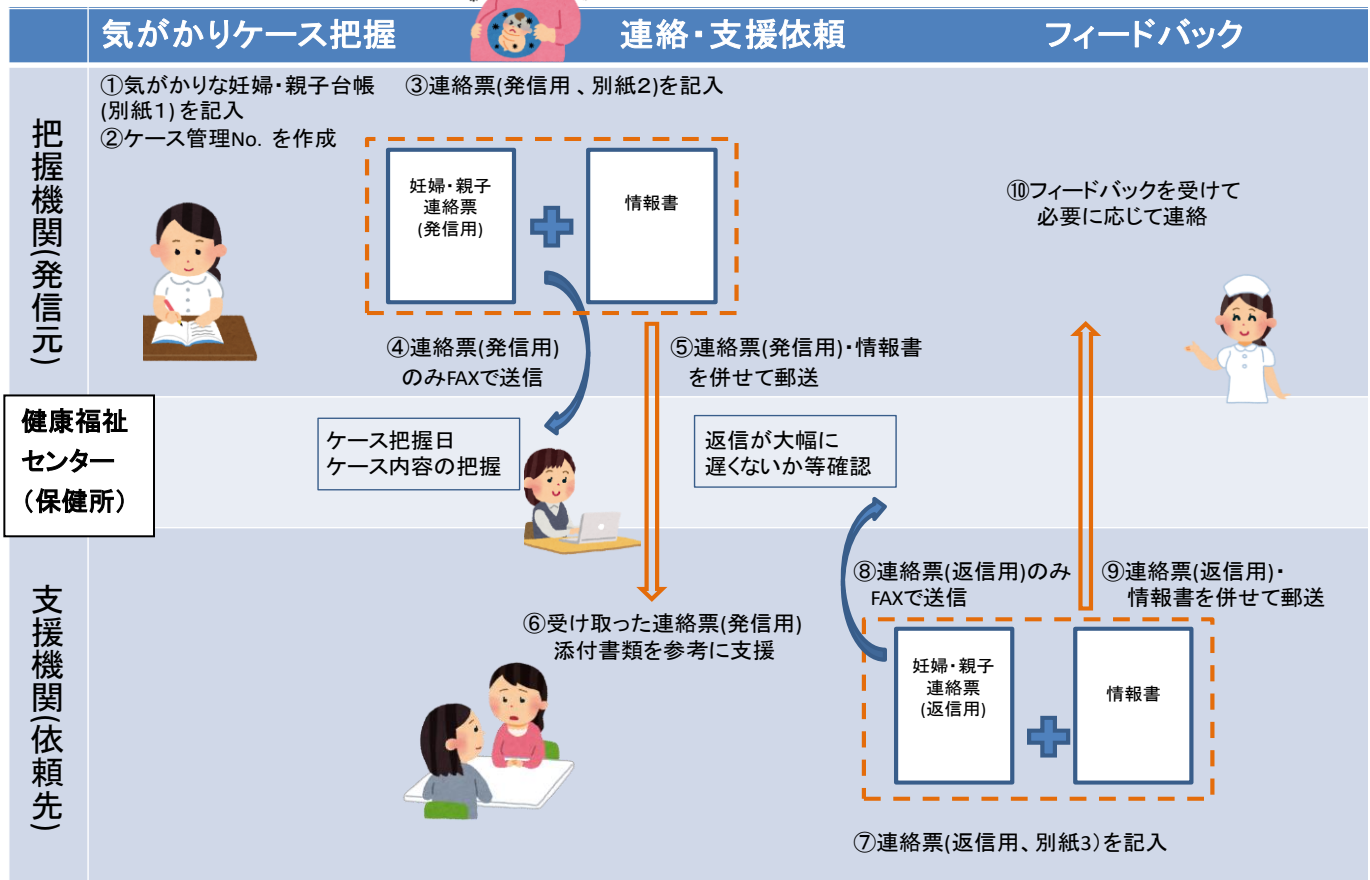 気がかりケース把握
連絡・支援依頼
フィードバック
把握機関(発信元)
①気がかりな妊婦・親子台帳
(別紙1)を記入
②ケース管理No. を作成
③連絡票(発信用 、別紙2)を記入
妊婦・親子
連絡票
(発信用)
情報書
④連絡票(発信用)
のみFAXで送信
⑤連絡票(発信用)・情報書
を併せて郵送
⑩フィードバックを受けて
必要に応じて連絡
健康福祉
センター
(保健所)
ケース把握日
ケース内容の把握
返信が大幅に
遅くないか等確認
支援機関(依頼先)
⑥受け取った連絡票(発信用)
添付書類を参考に支援
⑧連絡票(返信用)のみ
FAXで送信
⑨連絡票(返信用)・
情報書を併せて郵送
妊婦・親子
連絡票
(返信用)
情報書
⑦連絡票(返信用、別紙3)を記入